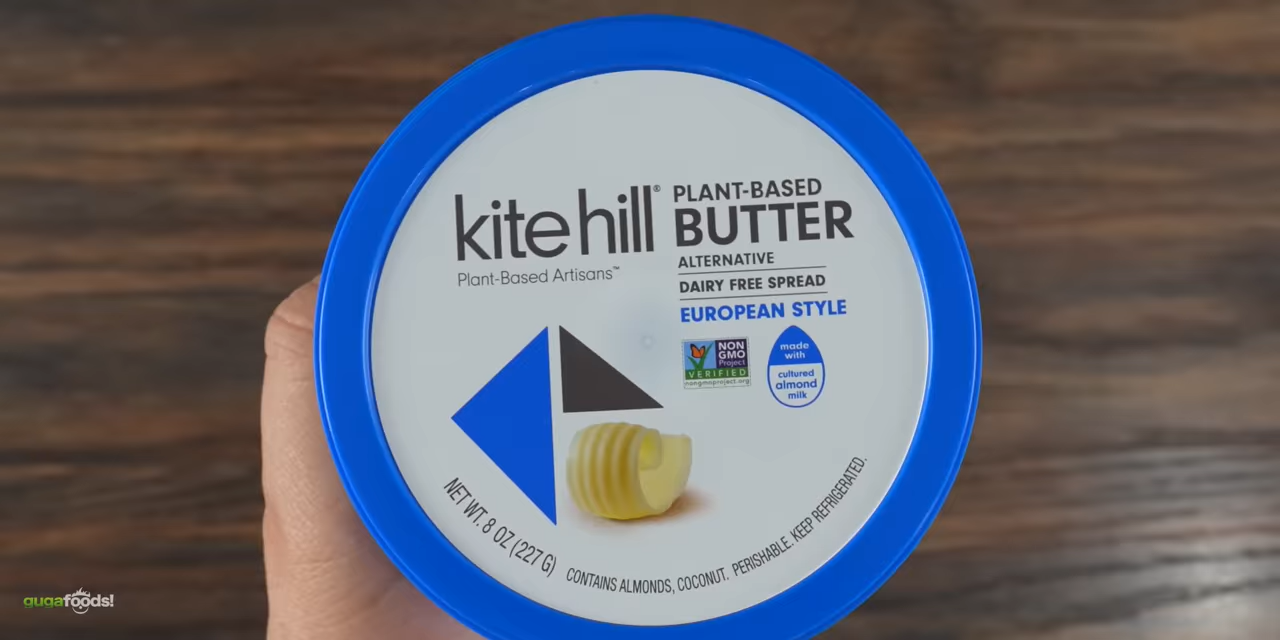 kite hill®
Plant-Based Artisans™
PLANT-BASED
BUTTER
ALTERNATIVE
DAIRY FREE SPREAD
EUROPEAN STYLE
NON
GMO
Project
VERIFIED
nongmoproject.org
made
with
cultured
almond
milk
NET WT. 8 OZ (227 G)
CONTAINS ALMONDS, COCONUT. PERISHABLE. KEEP REFRIGERATED.
gugafoods!